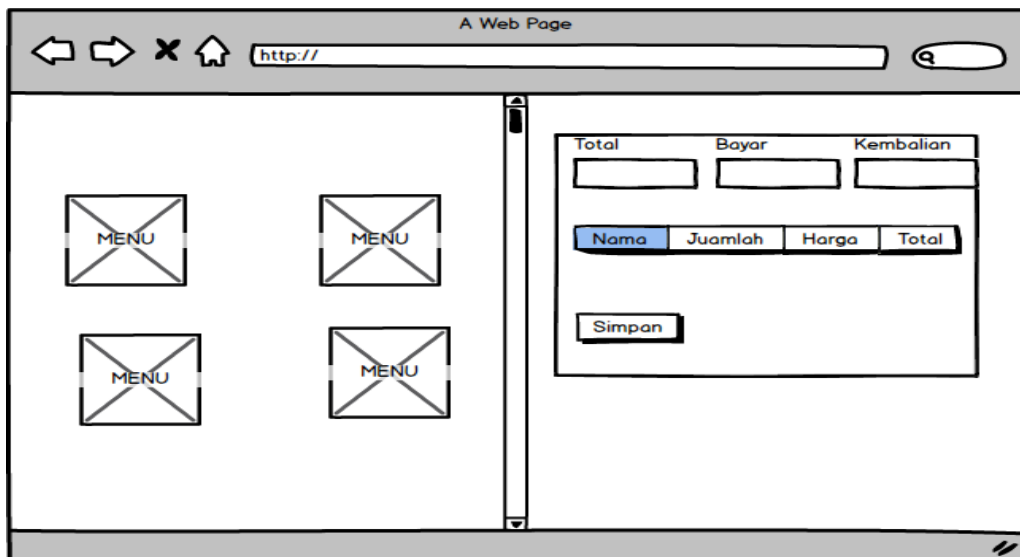 A Web Page
http://
MENU MENU
MENU MENU
Total Bayar Kembalian
Nama Juamlah Harga Total
Simpan